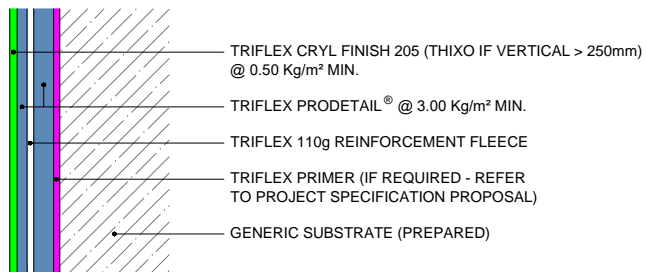 TRIFLEX CRYL FINISH 205 (THIXO IF VERTICAL > 250mm)
@ 0.50 Kg/m² MIN.
TRIFLEX PRODETAIL® @ 3.00 Kg/m² MIN.
TRIFLEX 110g REINFORCEMENT FLEECE
TRIFLEX PRIMER (IF REQUIRED - REFER
TO PROJECT SPECIFICATION PROPOSAL)
GENERIC SUBSTRATE (PREPARED)